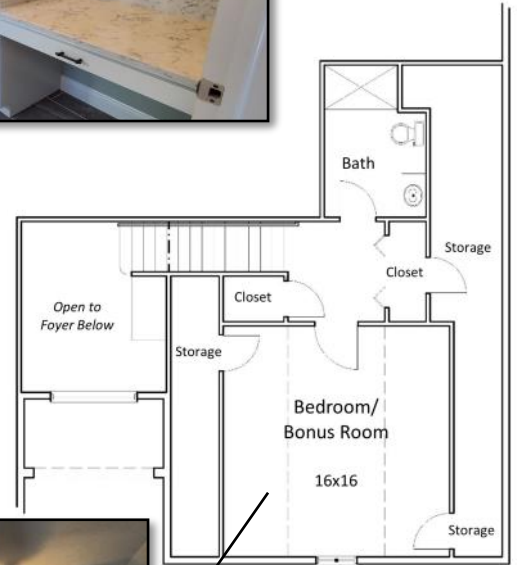 Bath
Storage
Closet
Closet
Open to
Foyer Below
Storage
Bedroom/
Bonus Room
16x16
Storage